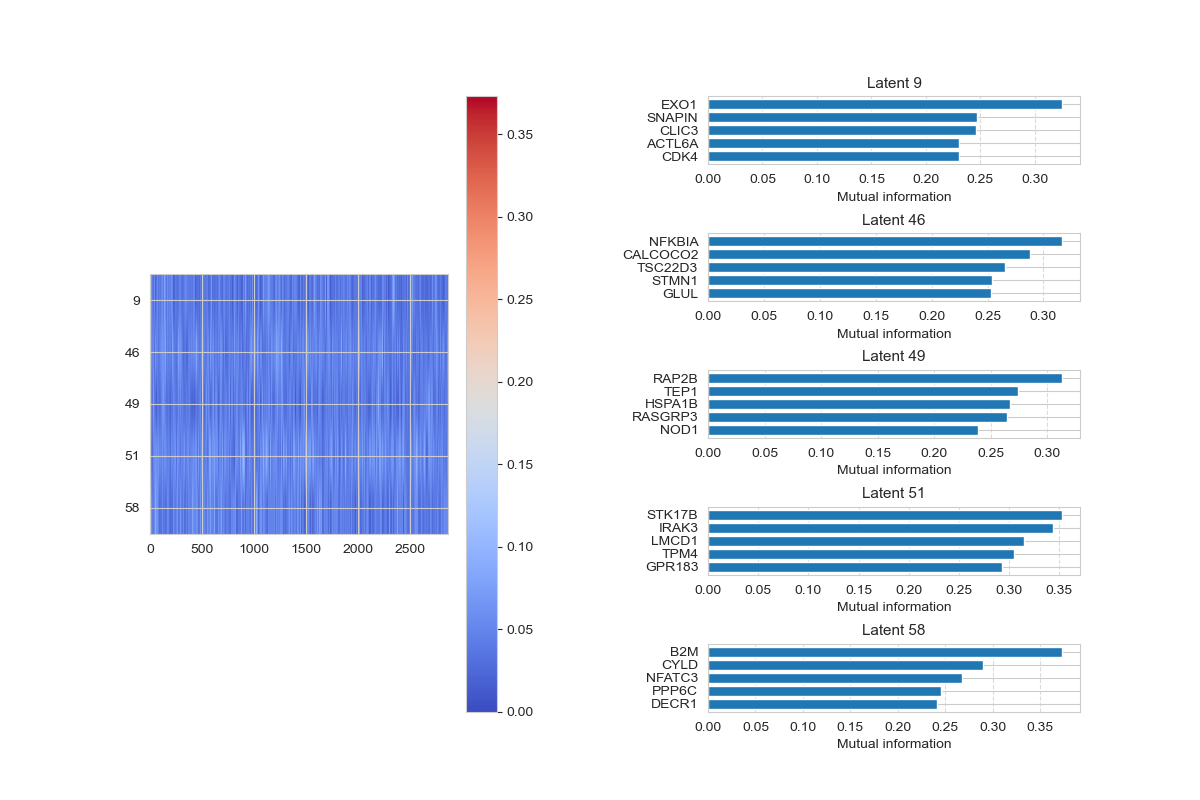 9
46
49
51
58
0 500 1000 1500 2000 2500
0.35
0.30
0.25
0.20
0.15
0.10
0.05
0.00
Latent 9
EXO1
SNAPIN
CLIC3
ACTL6A
CDK4
0.00 0.05 0.10 0.15 0.20 0.25 0.30
Mutual information
Latent 46
NFKBIA
CALCOCO2
TSC22D3
STMN1
GLUL
0.00 0.05 0.10 0.15 0.20 0.25 0.30
Mutual information
Latent 49
RAP2B
TEP1
HSPA1B
RASGRP3
NOD1
0.00 0.05 0.10 0.15 0.20 0.25 0.30
Mutual information
Latent 51
STK17B
IRAK3
LMCD1
TPM4
GPR183
0.00 0.05 0.10 0.15 0.20 0.25 0.30 0.35
Mutual information
Latent 58
B2M
CYLD
NFATC3
PPP6C
DECR1
0.00 0.05 0.10 0.15 0.20 0.25 0.30 0.35
Mutual information